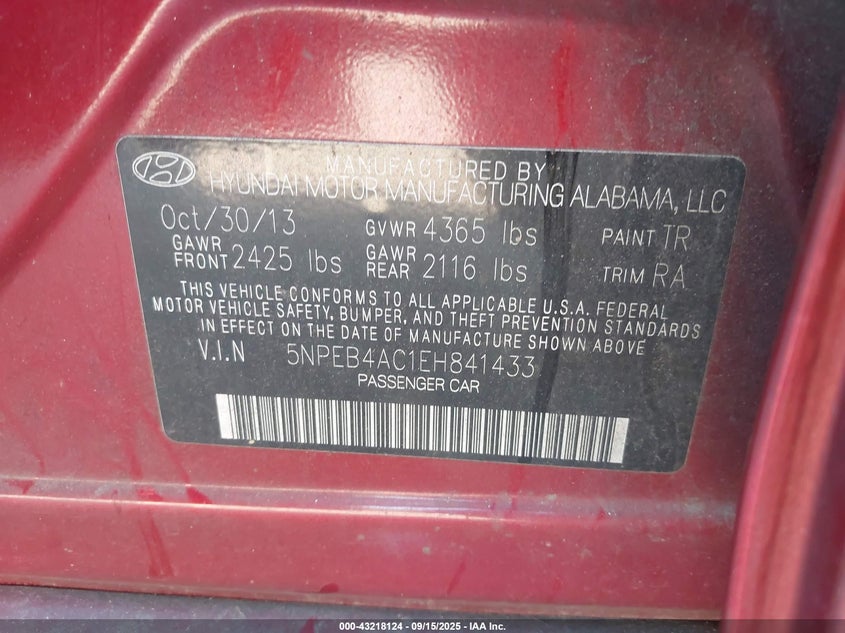 MANUFACTURED BY
HYUNDAI MOTOR MANUFACTURING ALABAMA, LLC
Oct/30/13 GVWR 4365 lbs PAINT TR
GAWR FRONT 2425 lbs GAWR REAR 2116 lbs TRIM RA
THIS VEHICLE CONFORMS TO ALL APPLICABLE U.S.A. FEDERAL
MOTOR VEHICLE SAFETY, BUMPER, AND THEFT PREVENTION STANDARDS
IN EFFECT ON THE DATE OF MANUFACTURE SHOWN ABOVE
V.I.N 5NPEB4AC1EH841433
PASSENGER CAR
000-43218124 - 09/15/2025 - IAA Inc.